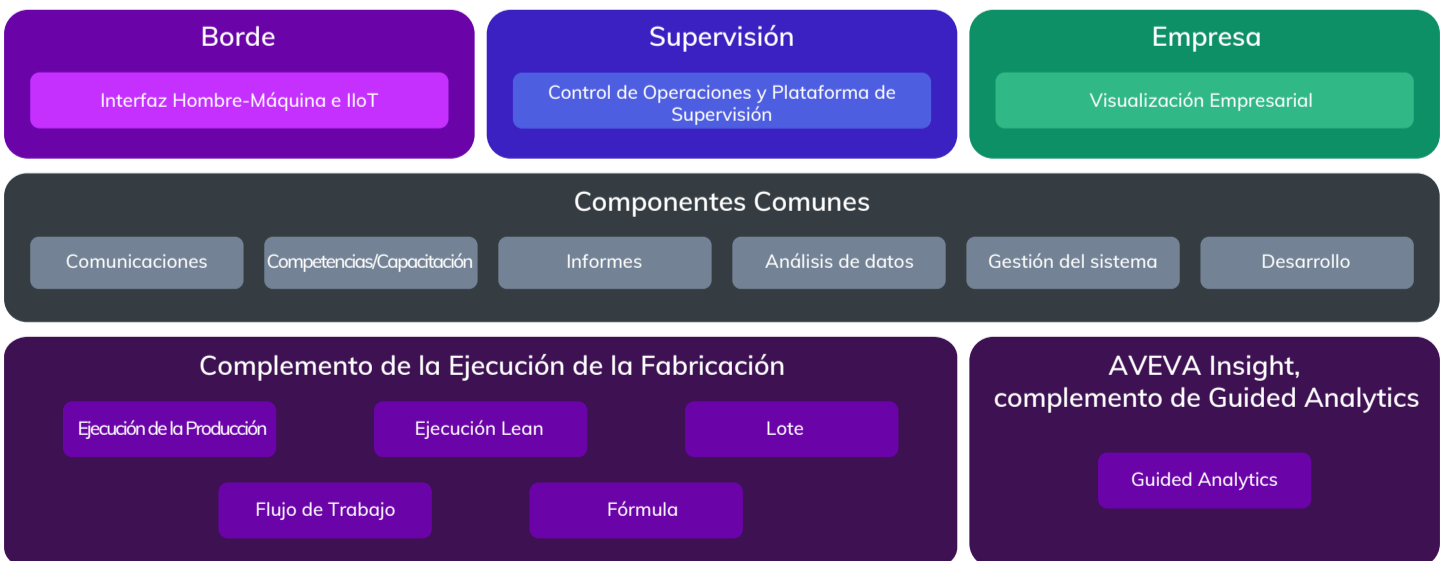 Borde
Interfaz Hombre-Máquina e IIoT
Supervisión
Control de Operaciones y Plataforma de
Supervisión
Empresa
Visualización Empresarial
Componentes Comunes
Comunicaciones
Competencias/Capacitación
Informes
Análisis de datos
Gestión del sistema
Desarrollo
Complemento de la Ejecución de la Fabricación
Ejecución de la Producción
Ejecución Lean
Lote
Flujo de Trabajo
Fórmula
AVEVA Insight,
complemento de Guided Analytics
Guided Analytics